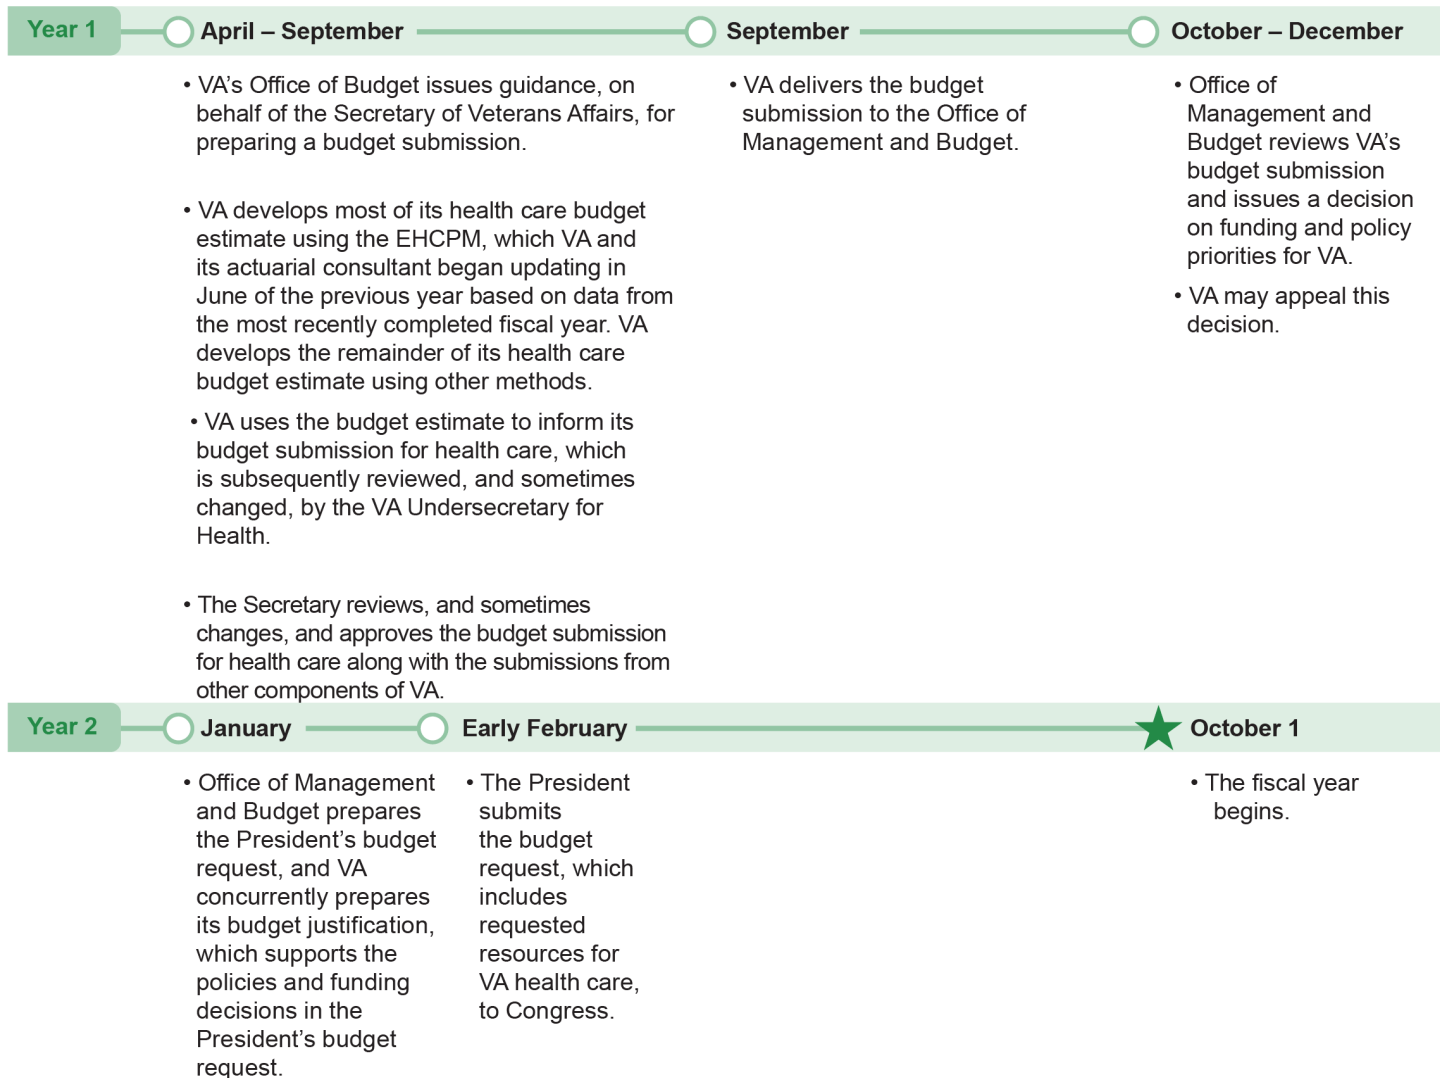 Year 1
April – September
• VA’s Office of Budget issues guidance, on
behalf of the Secretary of Veterans Affairs, for
preparing a budget submission.
• VA develops most of its health care budget
estimate using the EHCPM, which VA and
its actuarial consultant began updating in
June of the previous year based on data from
the most recently completed fiscal year. VA
develops the remainder of its health care
budget estimate using other methods.
• VA uses the budget estimate to inform its
budget submission for health care, which
is subsequently reviewed, and sometimes
changed, by the VA Undersecretary for
Health.
• The Secretary reviews, and sometimes
changes, and approves the budget submission
for health care along with the submissions from
other components of VA.
September
• VA delivers the budget
submission to the Office of
Management and Budget.
October – December
• Office of
Management and
Budget reviews VA’s
budget submission
and issues a decision
on funding and policy
priorities for VA.
• VA may appeal this
decision.
Year 2
January
• Office of Management
and Budget prepares
the President’s budget
request, and VA
concurrently prepares
its budget justification,
which supports the
policies and funding
decisions in the
President’s budget
request.
Early February
• The President
submits
the budget
request, which
includes
requested
resources for
VA health care,
to Congress.
October 1
• The fiscal year
begins.